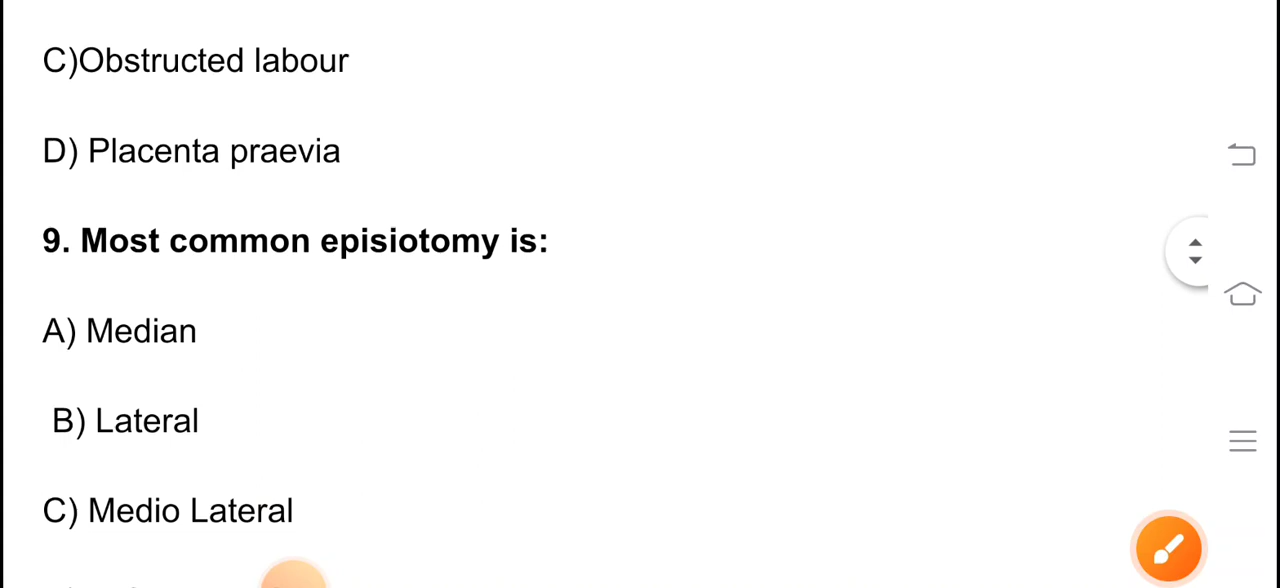 C)Obstructed labour
D) Placenta praevia
9. Most common episiotomy is:
A) Median
B) Lateral
C) Medio Lateral